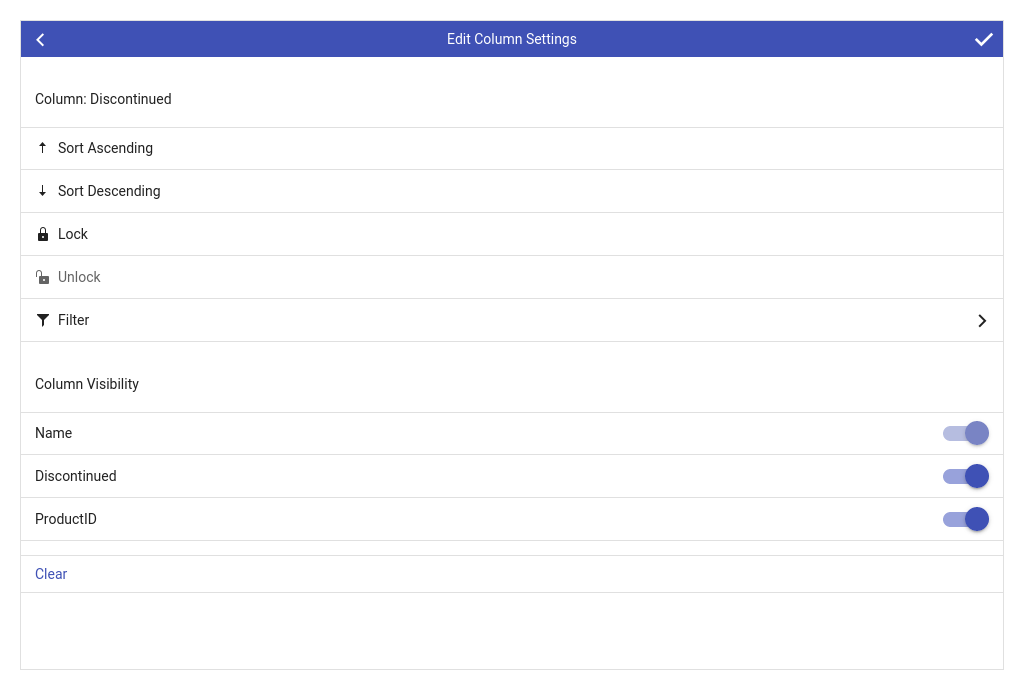 Edit Column Settings
Column: Discontinued
Sort Ascending
Sort Descending
Lock
Unlock
Filter
Column Visibility
Name
Discontinued
ProductID
Clear